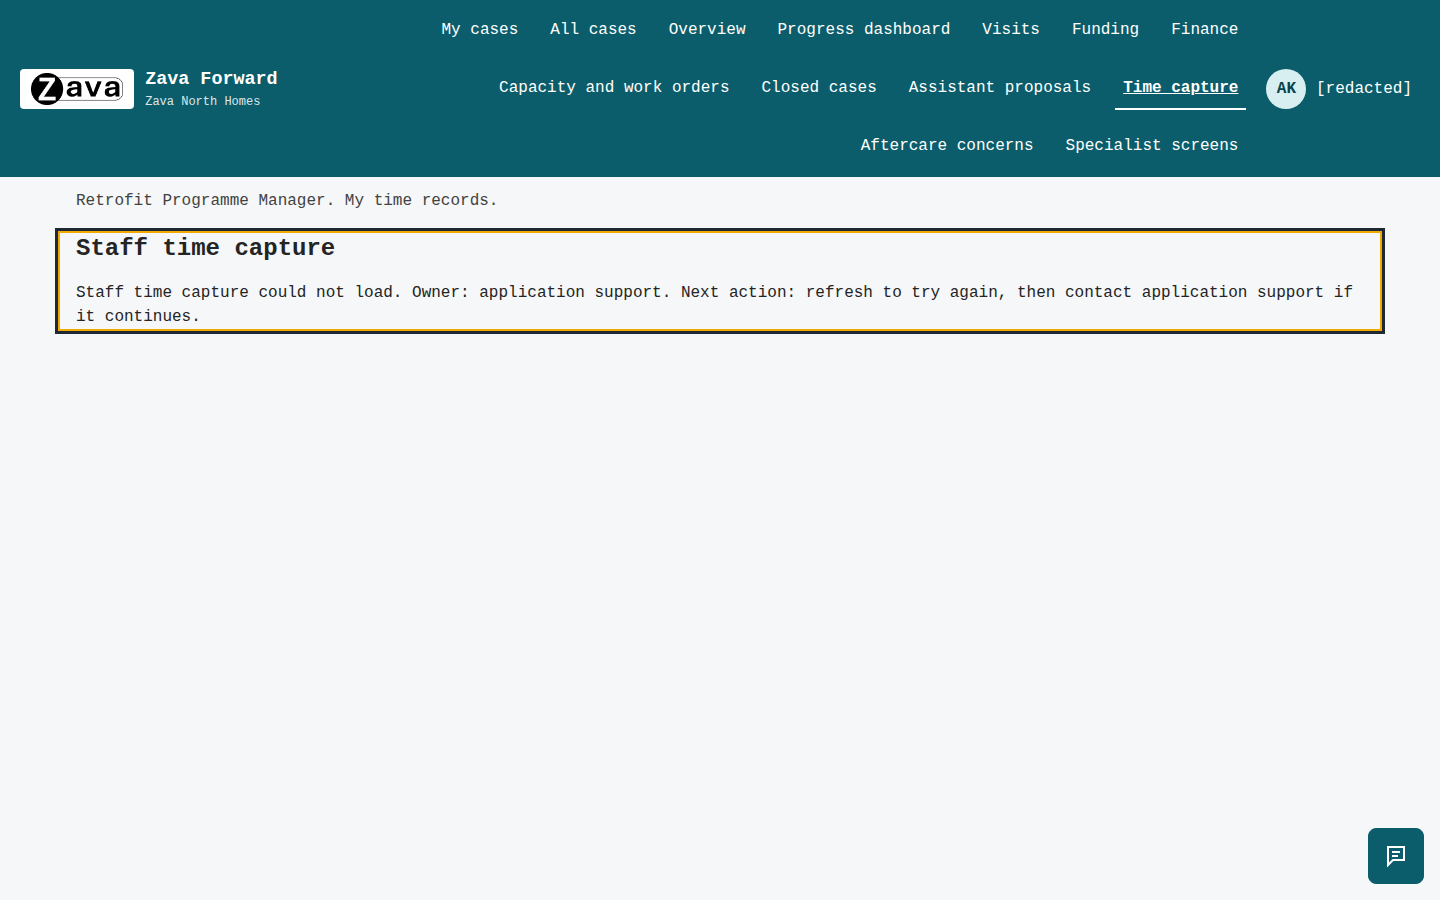 My cases All cases Overview Progress dashboard Visits Funding Finance
Zava
Zava Forward
Zava North Homes
Capacity and work orders Closed cases Assistant proposals Time capture
AK [redacted]
Aftercare concerns Specialist screens
Retrofit Programme Manager. My time records.
Staff time capture
Staff time capture could not load. Owner: application support. Next action: refresh to try again, then contact application support if
it continues.